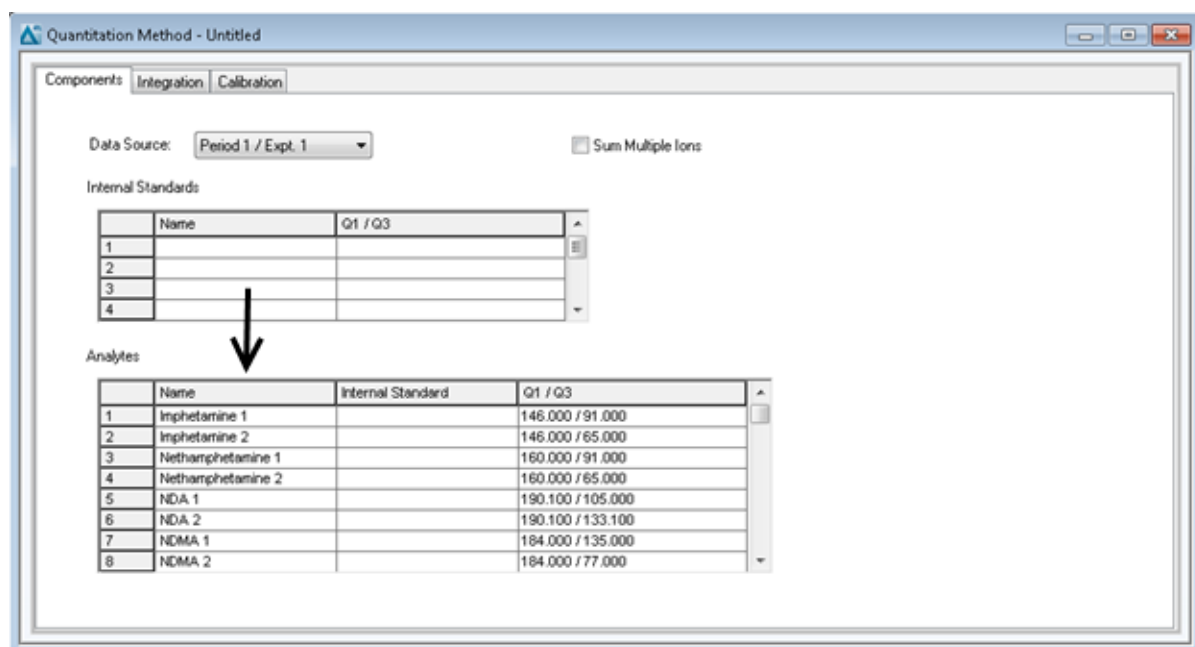 Quantitation Method - Untitled
Components Integration Calibration
Data Source: Period 1 / Expt. 1 Sum Multiple Ions
Internal Standards
Name Q1 / Q3
1
2
3
4
Analytes
Name Internal Standard Q1 / Q3
1 Imphetamine 1 146.000 / 91.000
2 Imphetamine 2 146.000 / 65.000
3 Nethamphetamine 1 160.000 / 91.000
4 Nethamphetamine 2 160.000 / 65.000
5 NDA 1 190.100 / 105.000
6 NDA 2 190.100 / 133.100
7 NDMA 1 184.000 / 135.000
8 NDMA 2 184.000 / 77.000